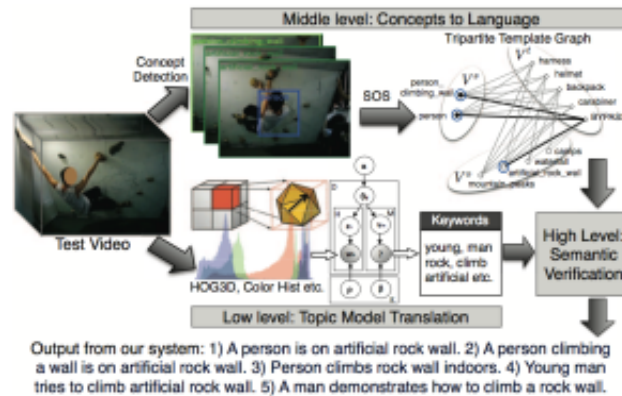 Middle level: Concepts to Language
Concept
Detection
SOS
Tripartite Template Graph
harness
helmet
backpack
carabiner
person_
climbing_wall
person
camps
waterfall
artificial_rock_wall
mountain_peaks
Test Video
HOG3D, Color Hist etc.
Keywords
young, man
rock, climb
artificial etc.
High Level:
Semantic
Verification
Low level: Topic Model Translation
Output from our system: 1) A person is on artificial rock wall. 2) A person climbing
a wall is on artificial rock wall. 3) Person climbs rock wall indoors. 4) Young man
tries to climb artificial rock wall. 5) A man demonstrates how to climb a rock wall.